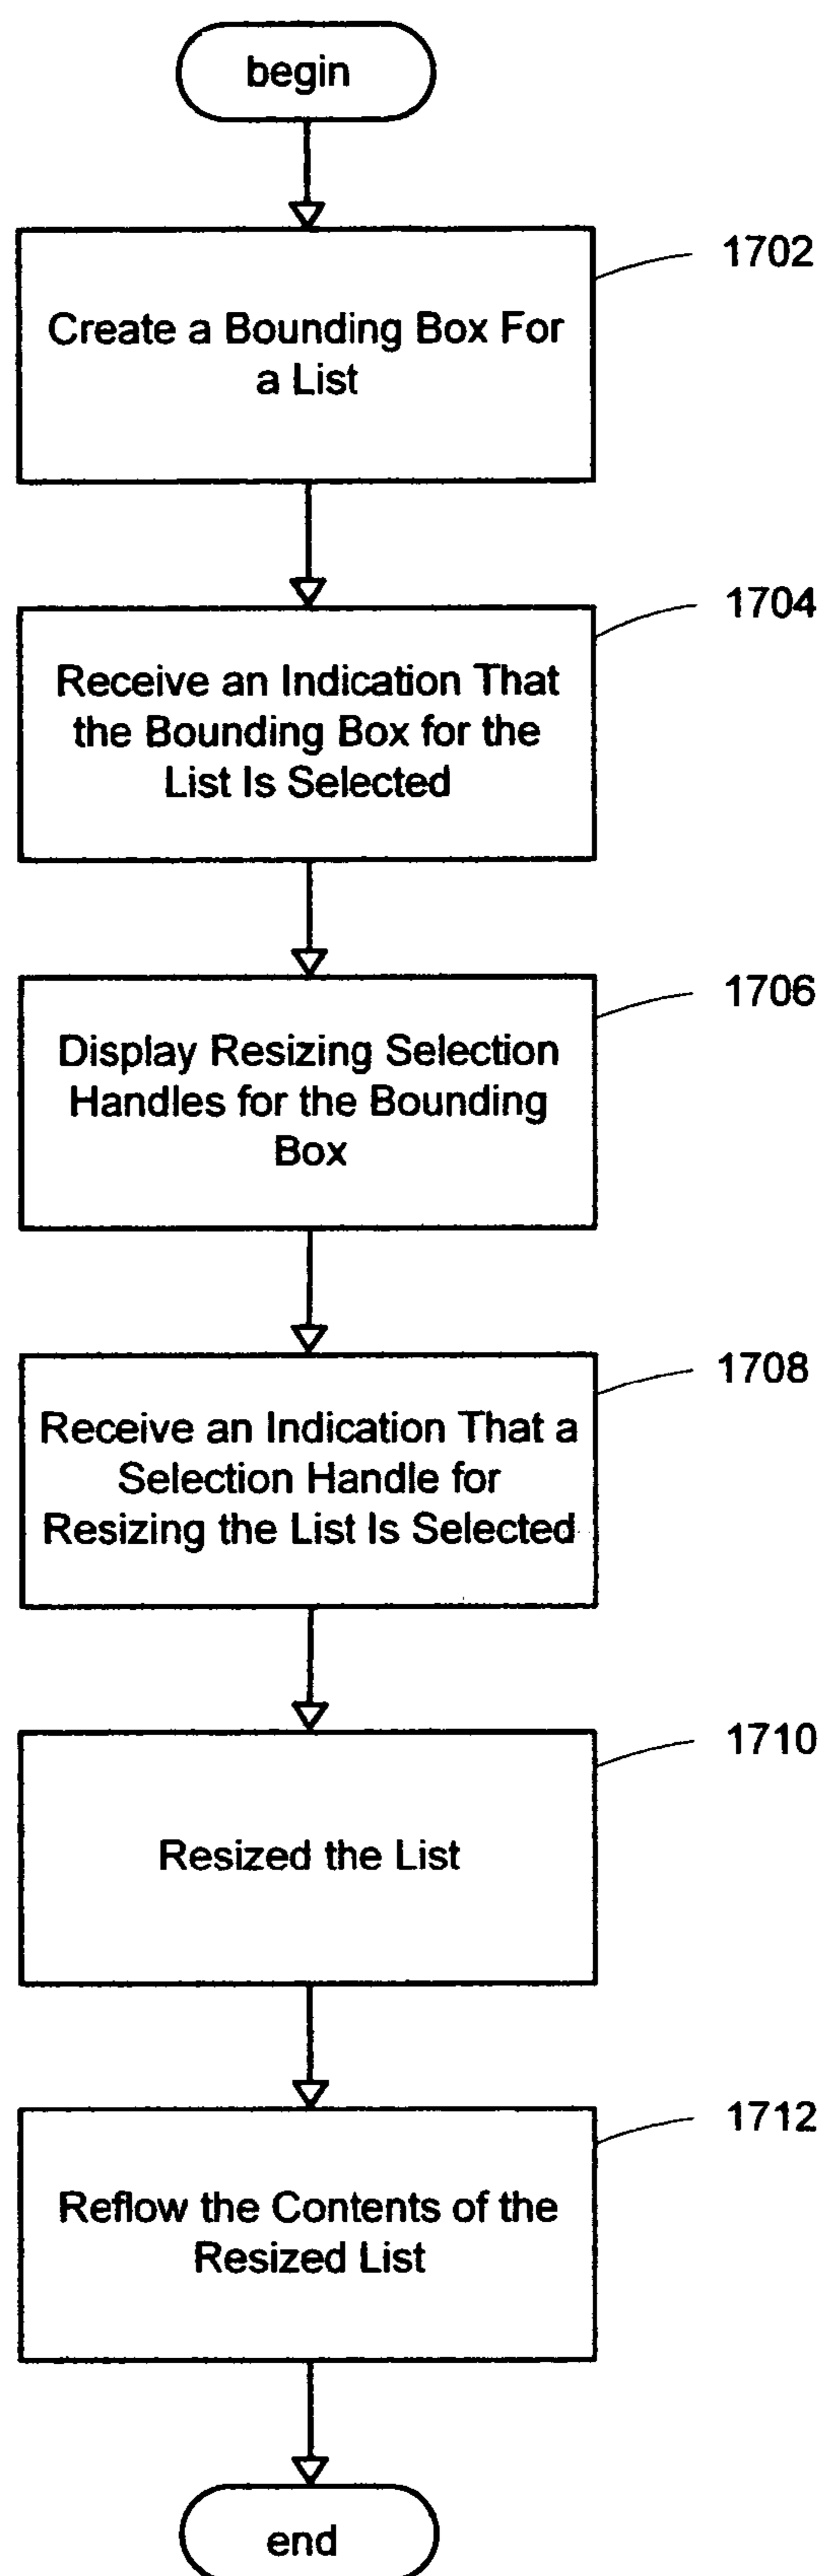 begin
1702
Create a Bounding Box For
a List
1704
Receive an Indication That
the Bounding Box for the
List Is Selected
1706
Display Resizing Selection
Handles for the Bounding
Box
1708
Receive an Indication That a
Selection Handle for
Resizing the List Is Selected
1710
Resized the List
1712
Reflow the Contents of the
Resized List
end